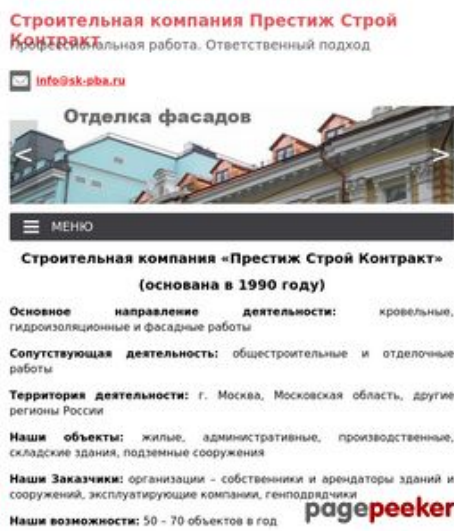 Строительная компания Престиж Строй
Контракт
Профессиональная работа. Ответственный подход
info@sk-pba.ru
Отделка фасадов
< >
МЕНЮ
Строительная компания «Престиж Строй Контракт»
(основана в 1990 году)
Основное направление деятельности: кровельные,
гидроизоляционные и фасадные работы
Сопутствующая деятельность: общестроительные и отделочные
работы
Территория деятельности: г. Москва, Московская область, другие
регионы России
Наши объекты: жилые, административные, производственные,
складские здания, подземные сооружения
Наши Заказчики: организации – собственники и арендаторы зданий и
сооружений, эксплуатирующие компании, генподрядчики
Наши возможности: 50 – 70 объектов в год
pagepeeker